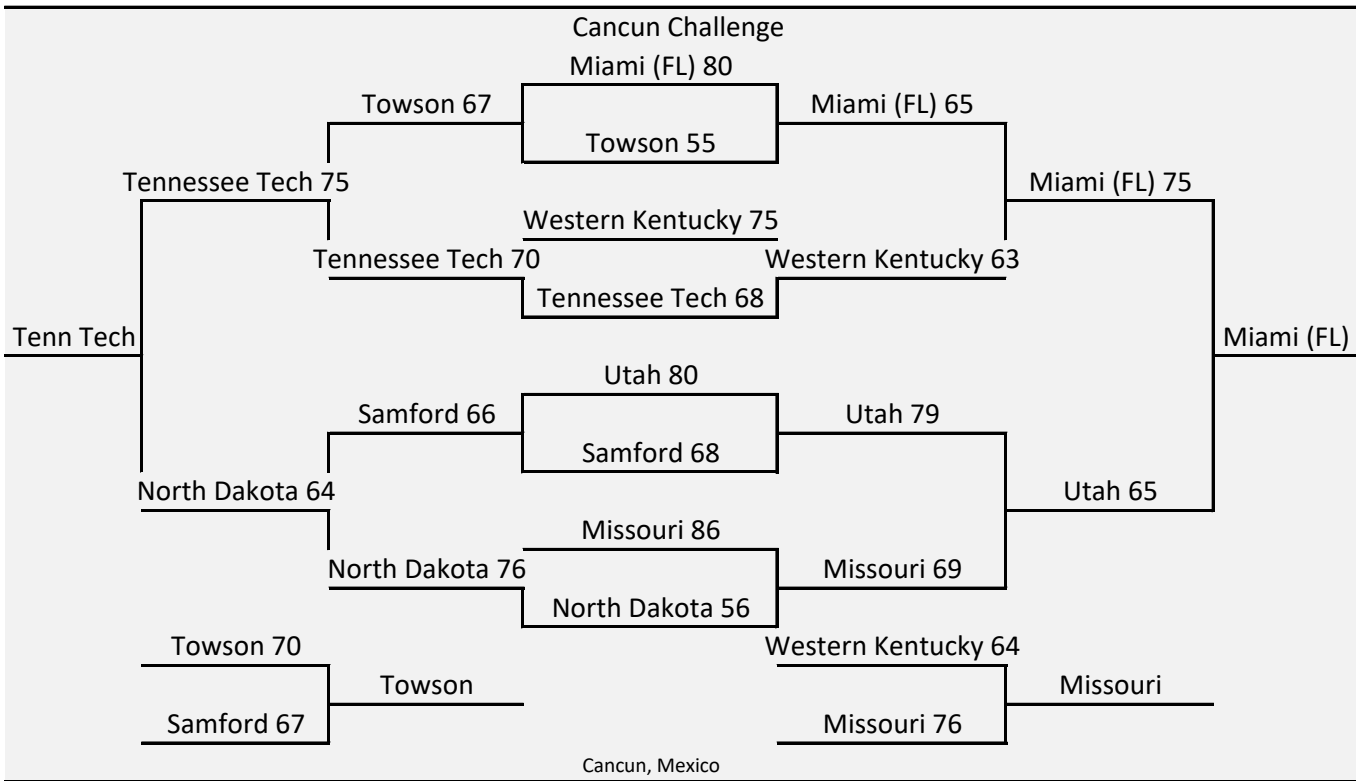 Cancun Challenge
Miami (FL) 80
Towson 67
Miami (FL) 65
Towson 55
Tennessee Tech 75
Miami (FL) 75
Western Kentucky 75
Tennessee Tech 70
Western Kentucky 63
Tennessee Tech 68
Tenn Tech
Miami (FL)
Utah 80
Samford 66
Utah 79
Samford 68
North Dakota 64
Utah 65
Missouri 86
North Dakota 76
Missouri 69
North Dakota 56
Towson 70
Western Kentucky 64
Towson
Missouri
Samford 67
Missouri 76
Cancun, Mexico